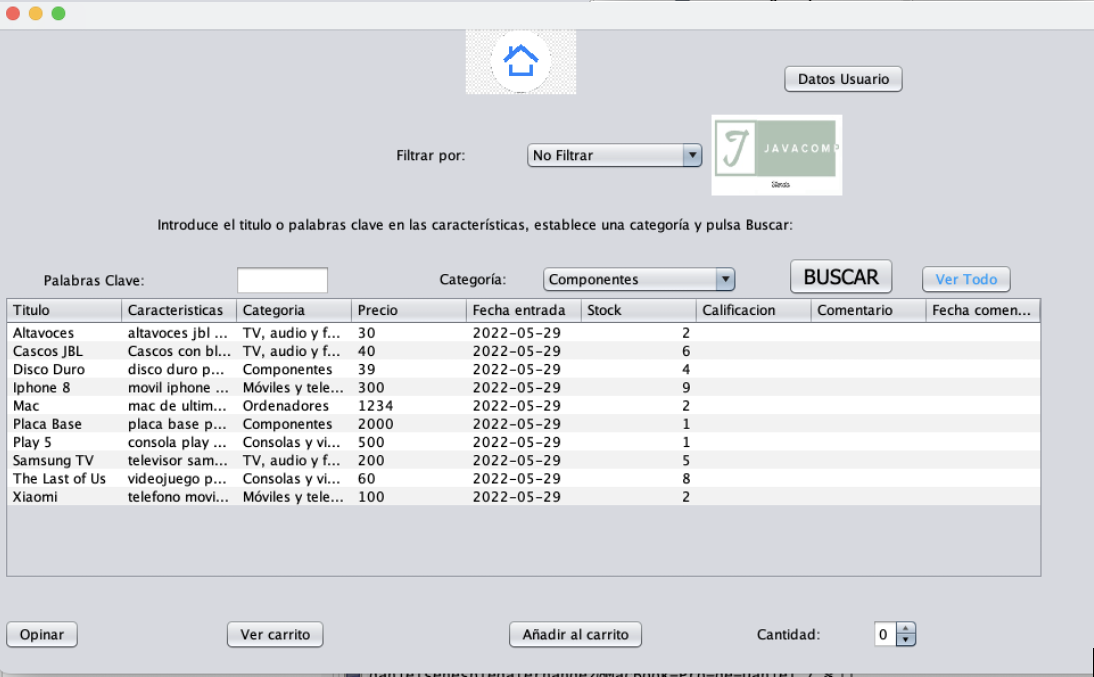 Datos Usuario
Filtrar por: No Filtrar
JAVACOMP
Introduce el titulo o palabras clave en las características, establece una categoría y pulsa Buscar:
Palabras Clave: Categoría: Componentes BUSCAR Ver Todo
Titulo Caracteristicas Categoria Precio Fecha entrada Stock Calificacion Comentario Fecha comen...
Altavoces altavoces jbl ... TV, audio y f... 30 2022-05-29 2
Cascos JBL Cascos con bl... TV, audio y f... 40 2022-05-29 6
Disco Duro disco duro p... Componentes 39 2022-05-29 4
Iphone 8 movil iphone ... Móviles y tele... 300 2022-05-29 9
Mac mac de ultim... Ordenadores 1234 2022-05-29 2
Placa Base placa base p... Componentes 2000 2022-05-29 1
Play 5 consola play ... Consolas y vi... 500 2022-05-29 1
Samsung TV televisor sam... TV, audio y f... 200 2022-05-29 5
The Last of Us videojuego p... Consolas y vi... 60 2022-05-29 8
Xiaomi telefono movi... Móviles y tele... 100 2022-05-29 2
Opinar Ver carrito Añadir al carrito Cantidad: 0